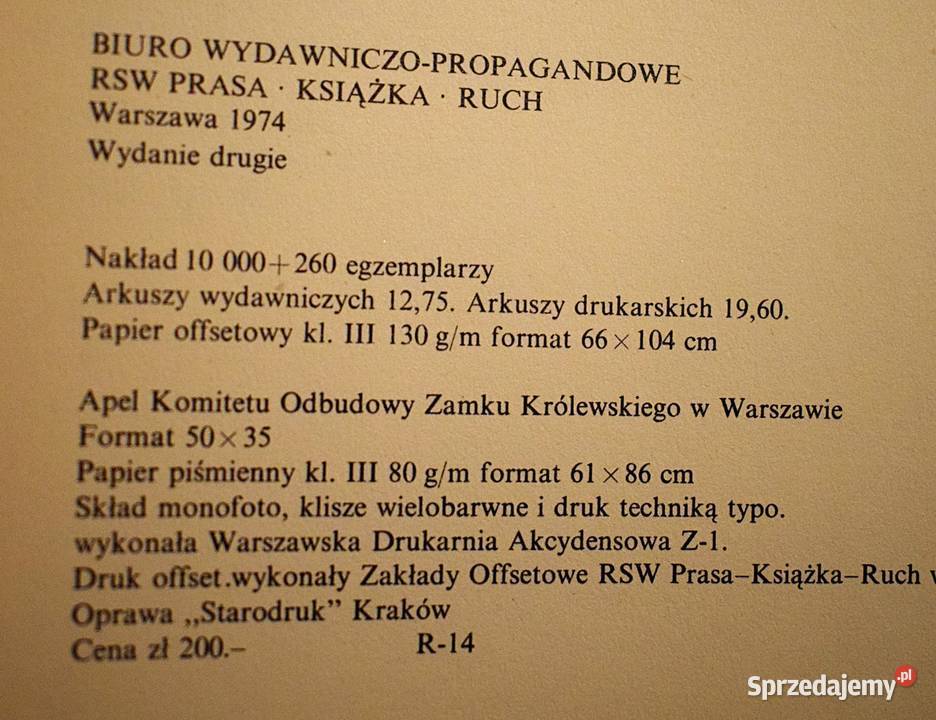 BIURO WYDAWNICZO-PROPAGANDOWE
RSW PRASA · KSIĄŻKA · RUCH
Warszawa 1974
Wydanie drugie
Nakład 10 000+260 egzemplarzy
Arkuszy wydawniczych 12,75. Arkuszy drukarskich 19,60.
Papier offsetowy kl. III 130 g/m format 66×104 cm
Apel Komitetu Odbudowy Zamku Królewskiego w Warszawie
Format 50×35
Papier piśmienny kl. III 80 g/m format 61×86 cm
Skład monofoto, klisze wielobarwne i druk techniką typo.
wykonała Warszawska Drukarnia Akcydensowa Z-1.
Druk offset.wykonały Zakłady Offsetowe RSW Prasa–Książka–Ruch
Oprawa „Starodruk” Kraków
Cena zł 200.– R-14
Sprzedajemy.pl